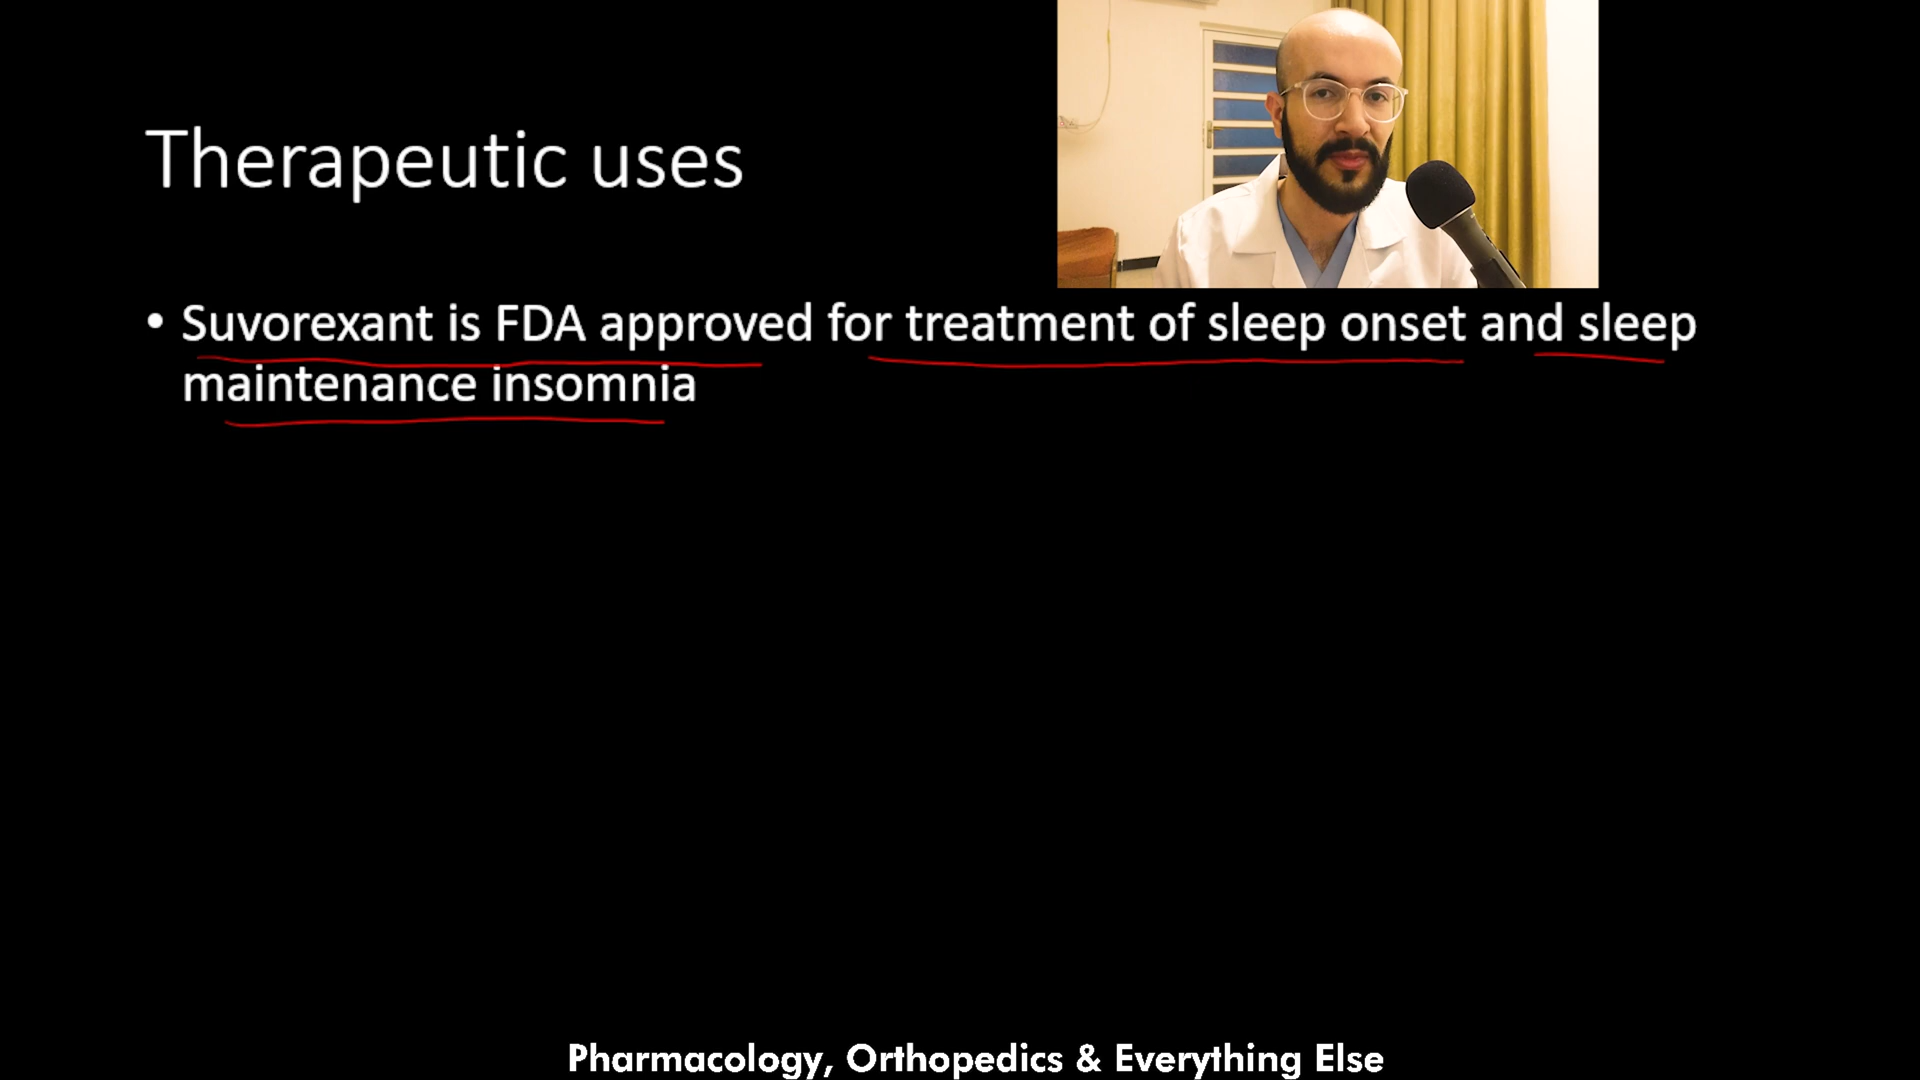 Therapeutic uses
• Suvorexant is FDA approved for treatment of sleep onset and sleep
maintenance insomnia
Pharmacology, Orthopedics & Everything Else